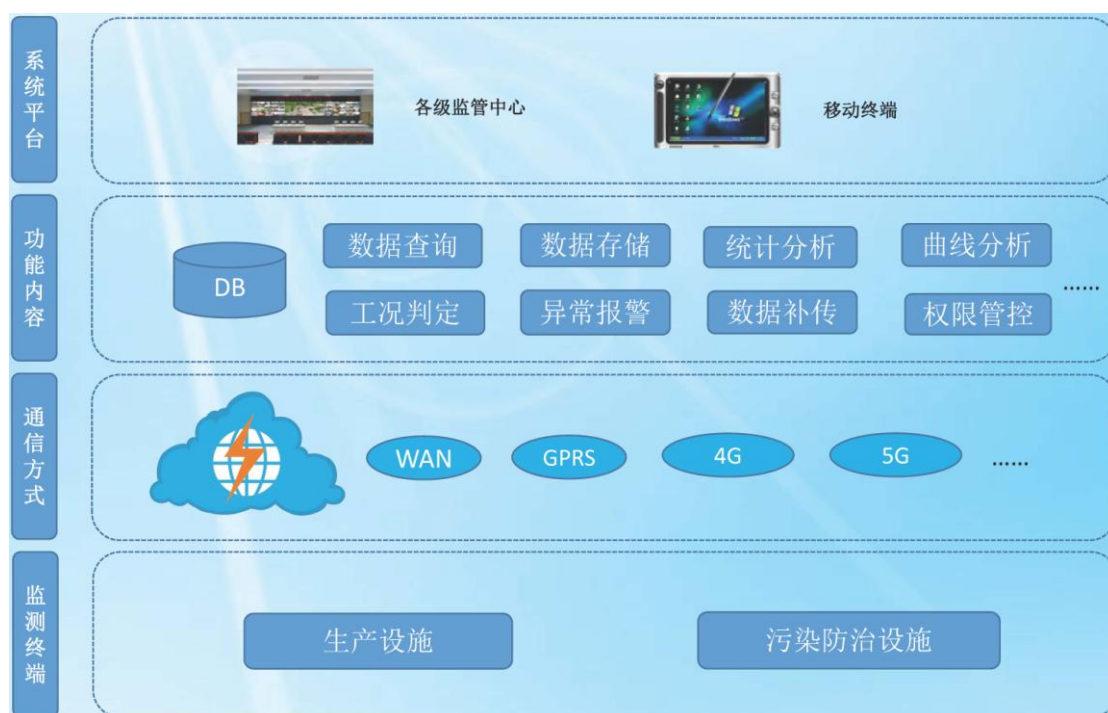 系统平台
各级监管中心
移动终端
功能内容
DB
数据查询
数据存储
统计分析
曲线分析
工况判定
异常报警
数据补传
权限管控
......
通信方式
WAN
GPRS
4G
5G
......
监测终端
生产设施
污染防治设施